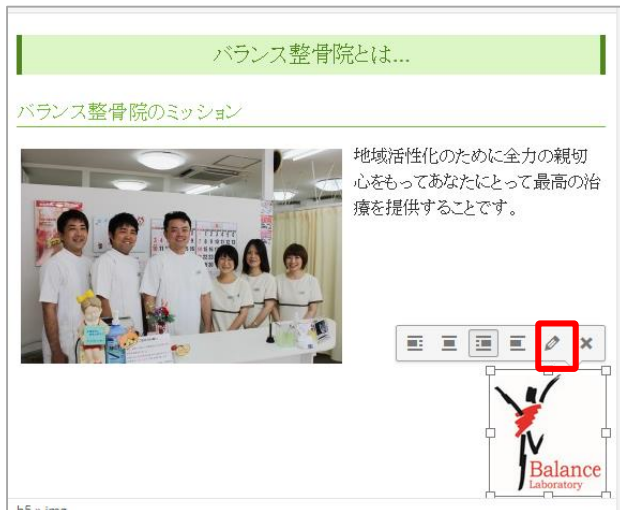 バランス整骨院とは...
バランス整骨院のミッション
地域活性化のために全力の親切
心をもってあなたにとって最高の治
療を提供することです。
Balance
Laboratory